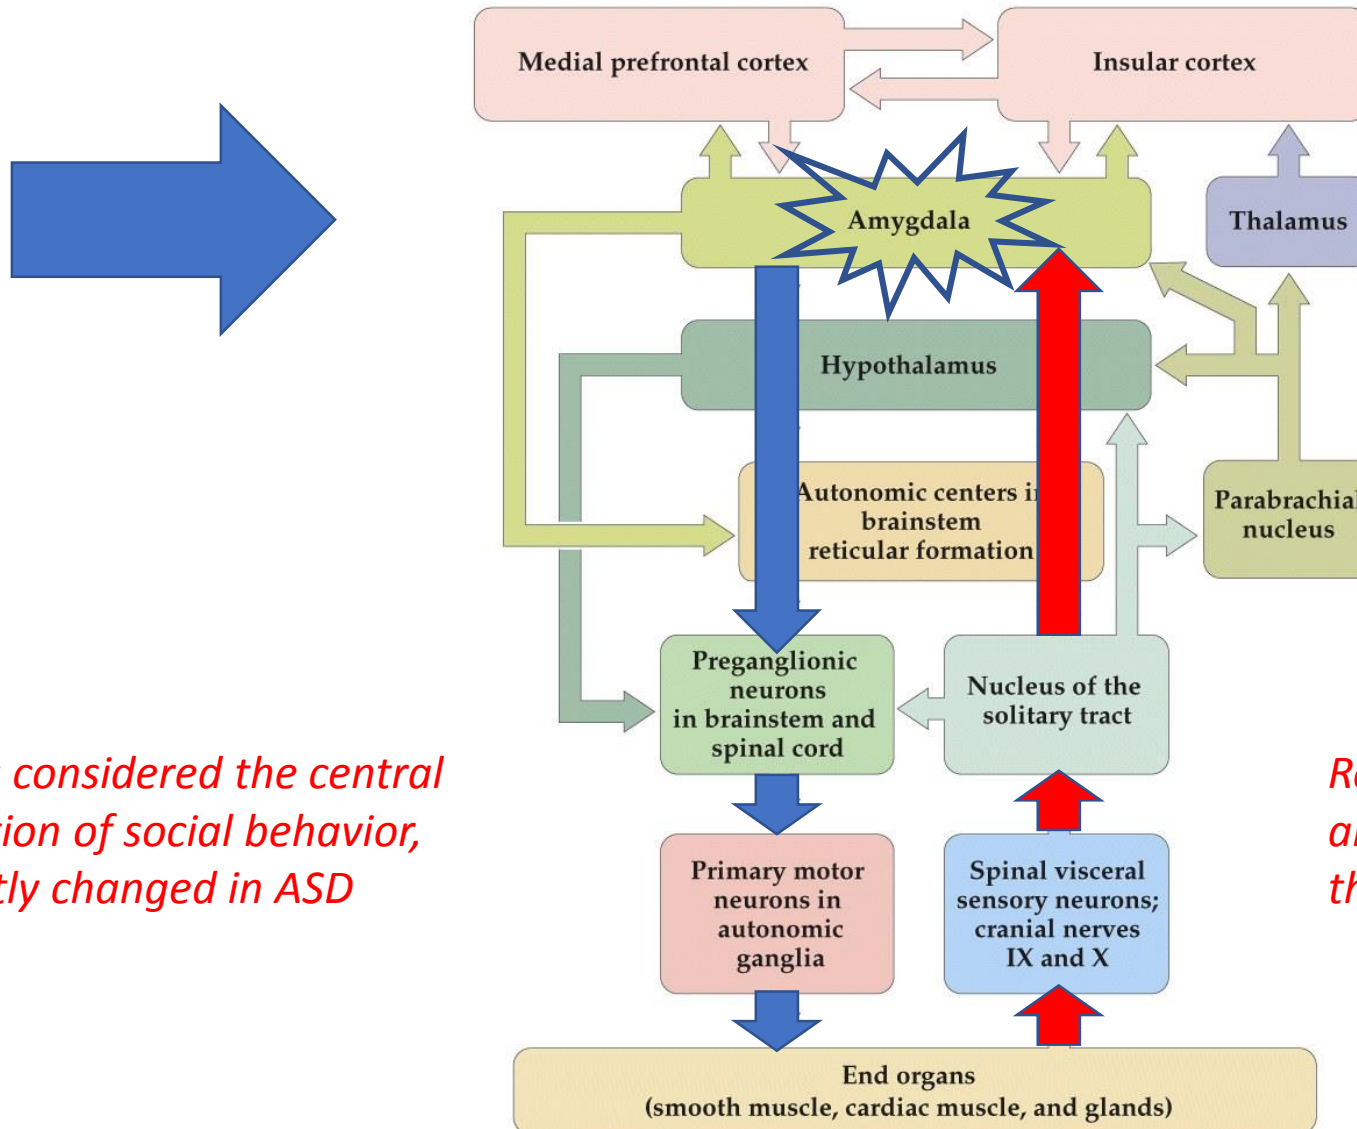 Medial prefrontal cortex
Insular cortex
Amygdala
Thalamus
Hypothalamus
Autonomic centers in
brainstem
reticular formation
Parabrachial
nucleus
Preganglionic
neurons
in brainstem and
spinal cord
Nucleus of the
solitary tract
considered the central
tion of social behavior,
tly changed in ASD
Primary motor
neurons in
autonomic
ganglia
Spinal visceral
sensory neurons;
cranial nerves
IX and X
End organs
(smooth muscle, cardiac muscle, and glands)